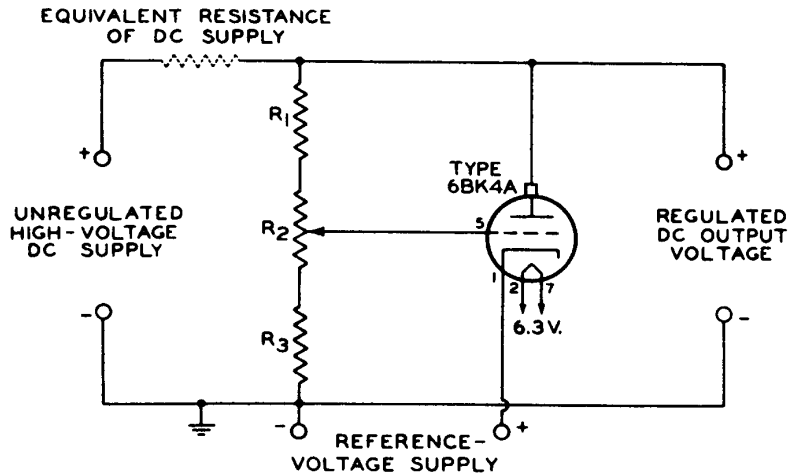 EQUIVALENT RESISTANCE
OF DC SUPPLY
R1
+
TYPE
6BK4A
+
5
UNREGULATED
HIGH-VOLTAGE
DC SUPPLY
R2
REGULATED
DC OUTPUT
VOLTAGE
1
2
7
-
-
6.3 V.
R3
-
+
REFERENCE-
VOLTAGE SUPPLY